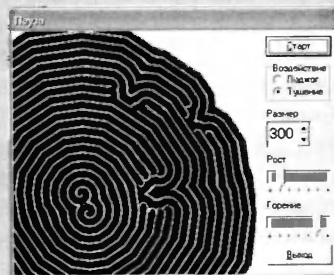 Пауза
Старт
Воздействие
Поджог
Тушение
Размер
300
Рост
Горение
Выход